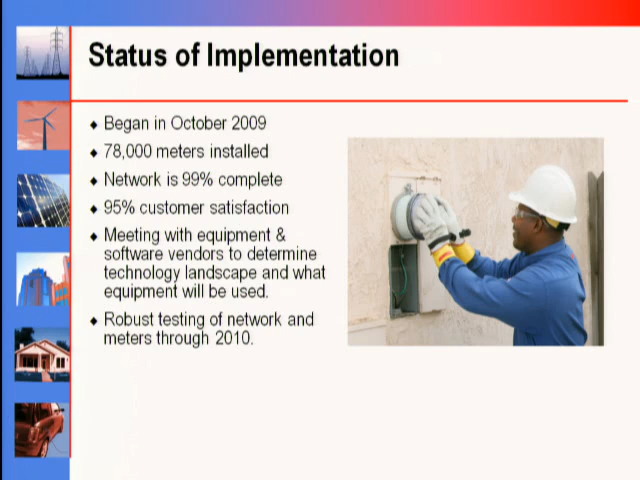 Status of Implementation
◆ Began in October 2009
◆ 78,000 meters installed
◆ Network is 99% complete
◆ 95% customer satisfaction
◆ Meeting with equipment &
software vendors to determine
technology landscape and what
equipment will be used.
◆ Robust testing of network and
meters through 2010.